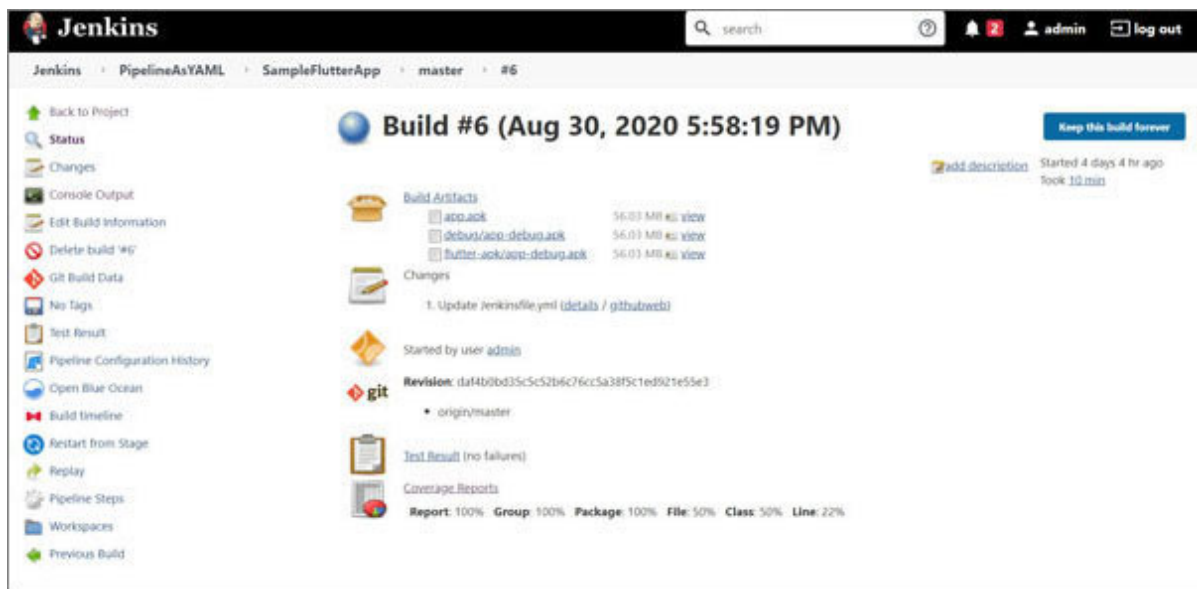 Jenkins
search
2
admin
log out
Jenkins PipelineAsYAML SampleFlutterApp master #6
Back to Project
Status
Changes
Console Output
Edit Build Information
Delete build '#6'
Git Build Data
No Tags
Test Result
Pipeline Configuration History
Open Blue Ocean
Build timeline
Restart from Stage
Replay
Pipeline Steps
Workspaces
Previous Build
Build #6 (Aug 30, 2020 5:58:19 PM)
Keep this build forever
add description
Started 4 days 4 hr ago
Took 10 min
Build Artifacts
app.apk 56.03 MB view
debug/app-debug.apk 56.03 MB view
flutter-apk/app-debug.apk 56.03 MB view
Changes
1. Update Jenkinsfile.yml (details / githubweb)
Started by user admin
git
Revision:
origin/master
Test Result (no failures)
Coverage Reports
Report: 100% Group: 100% Package: 100% File: 50% Class: 50% Line: 22%